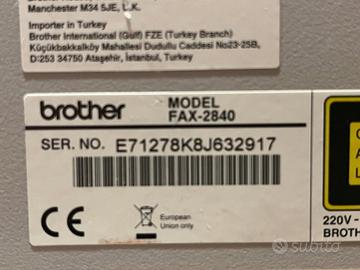 Manchester M34 5JE, U.K.
Importer in Turkey
Brother International (Gulf) FZE (Turkey Branch)
Küçükbakkalköy Mahallesi Dudullu Caddesi No23-25B,
D:253 34750 Ataşehir, İstanbul, Turkey
brother
MODEL
FAX-2840
SER. NO. E71278K8J632917
CE
European
Union only
220V -
BROTH
subito